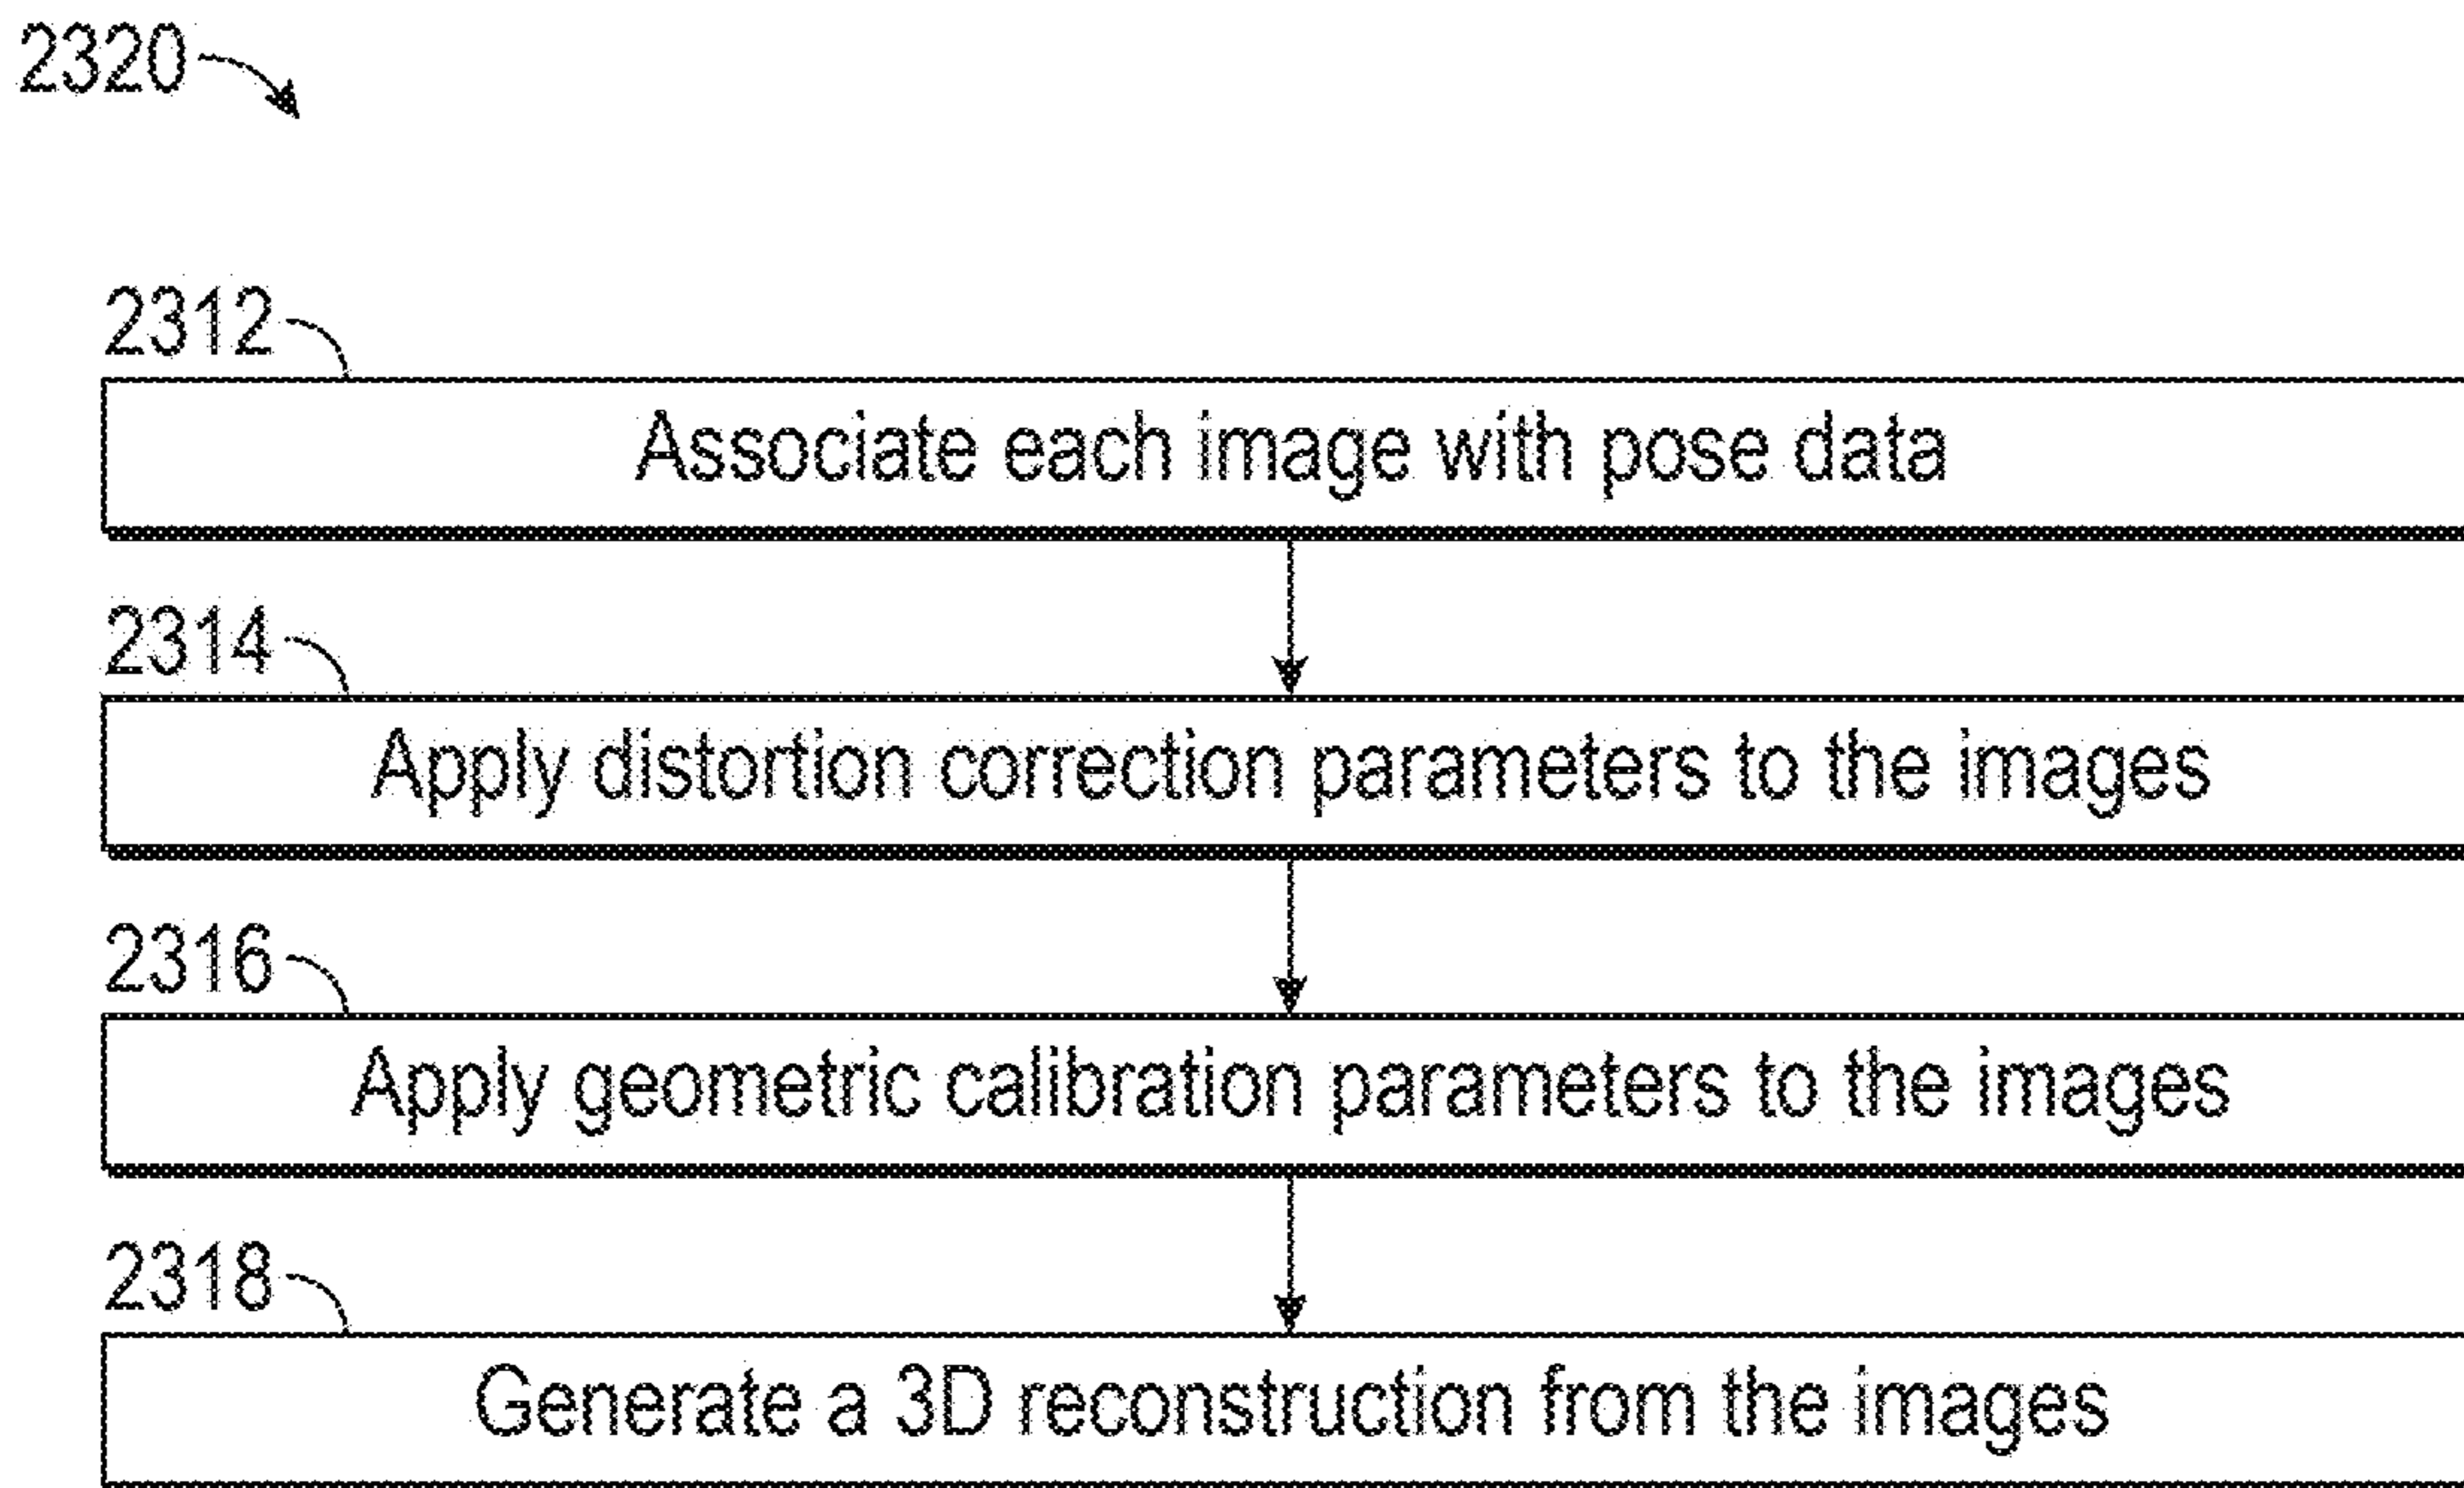 2320
2312
Associate each image with pose data
2314
Apply distortion correction parameters to the images
2316
Apply geometric calibration parameters to the images
2318
Generate a 3D reconstruction from the images